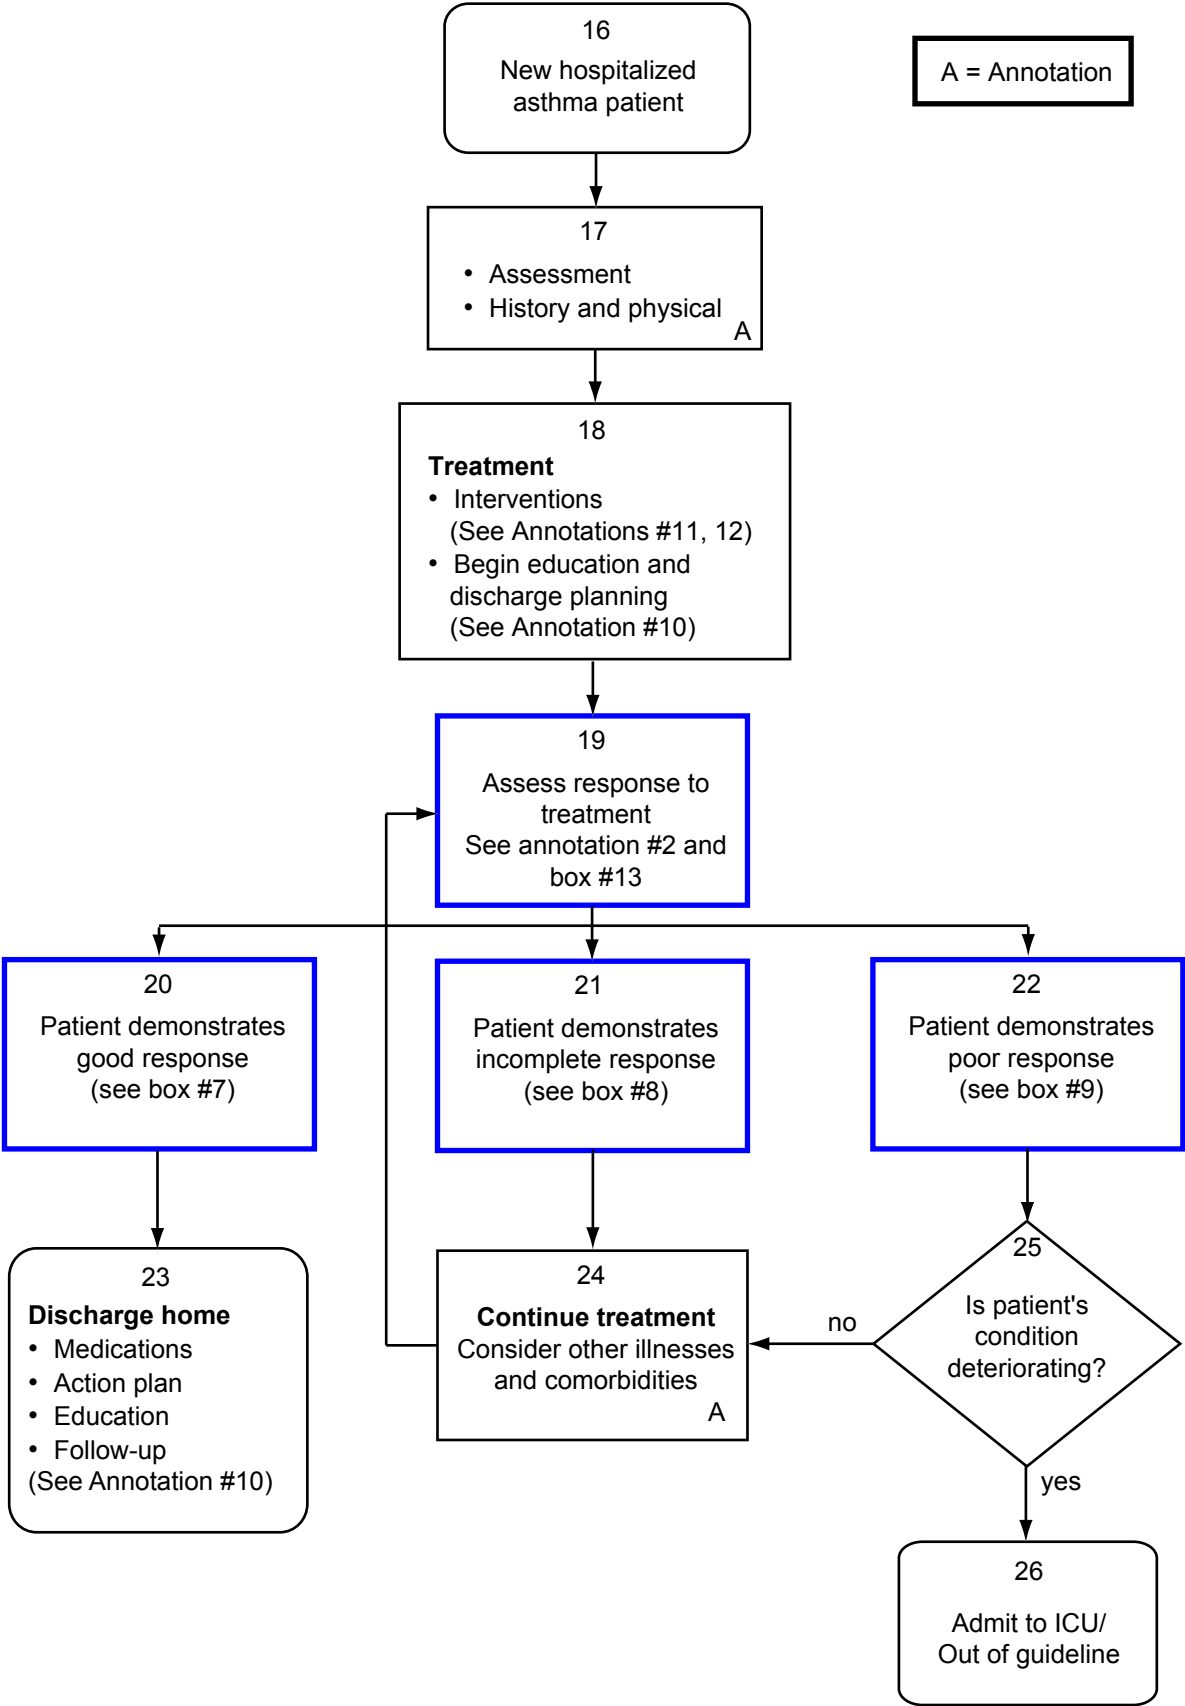 16
New hospitalized
asthma patient
A = Annotation
17
• Assessment
• History and physical
A
18
Treatment
• Interventions
(See Annotations #11, 12)
• Begin education and
discharge planning
(See Annotation #10)
19
Assess response to
treatment
See annotation #2 and
box #13
20
Patient demonstrates
good response
(see box #7)
21
Patient demonstrates
incomplete response
(see box #8)
22
Patient demonstrates
poor response
(see box #9)
23
Discharge home
• Medications
• Action plan
• Education
• Follow-up
(See Annotation #10)
24
Continue treatment
Consider other illnesses
and comorbidities
A
no
25
Is patient's
condition
deteriorating?
yes
26
Admit to ICU/
Out of guideline